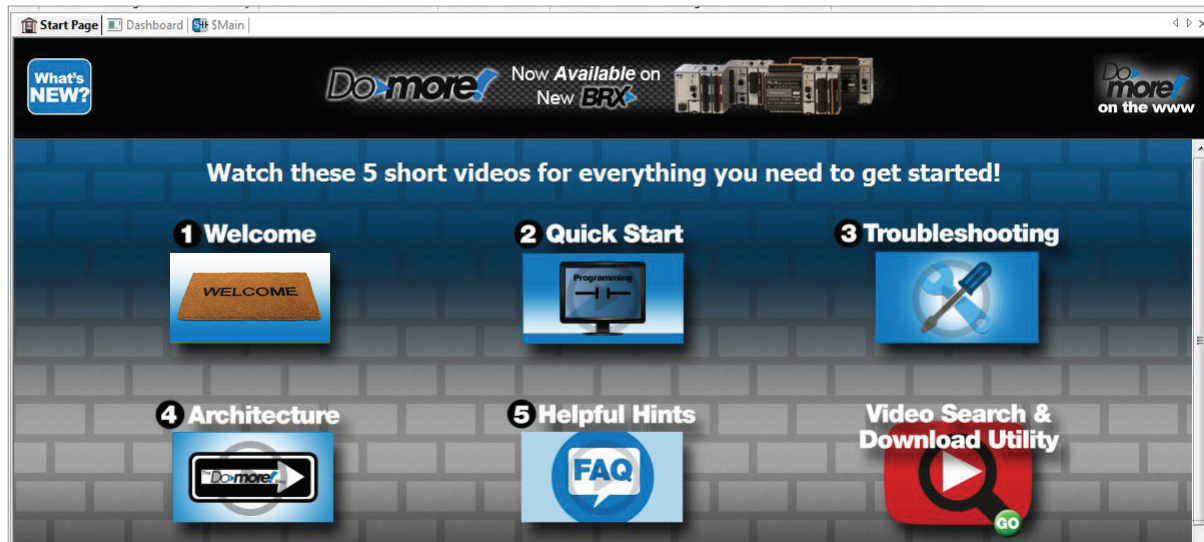 Start Page
Dashboard
$Main
What's
NEW?
Do-more!
Now Available on
New BRX
Do-more!
on the www
Watch these 5 short videos for everything you need to get started!
1 Welcome
2 Quick Start
3 Troubleshooting
WELCOME
Programming
4 Architecture
5 Helpful Hints
Video Search &
Download Utility
The Do-more!
FAQ
GO